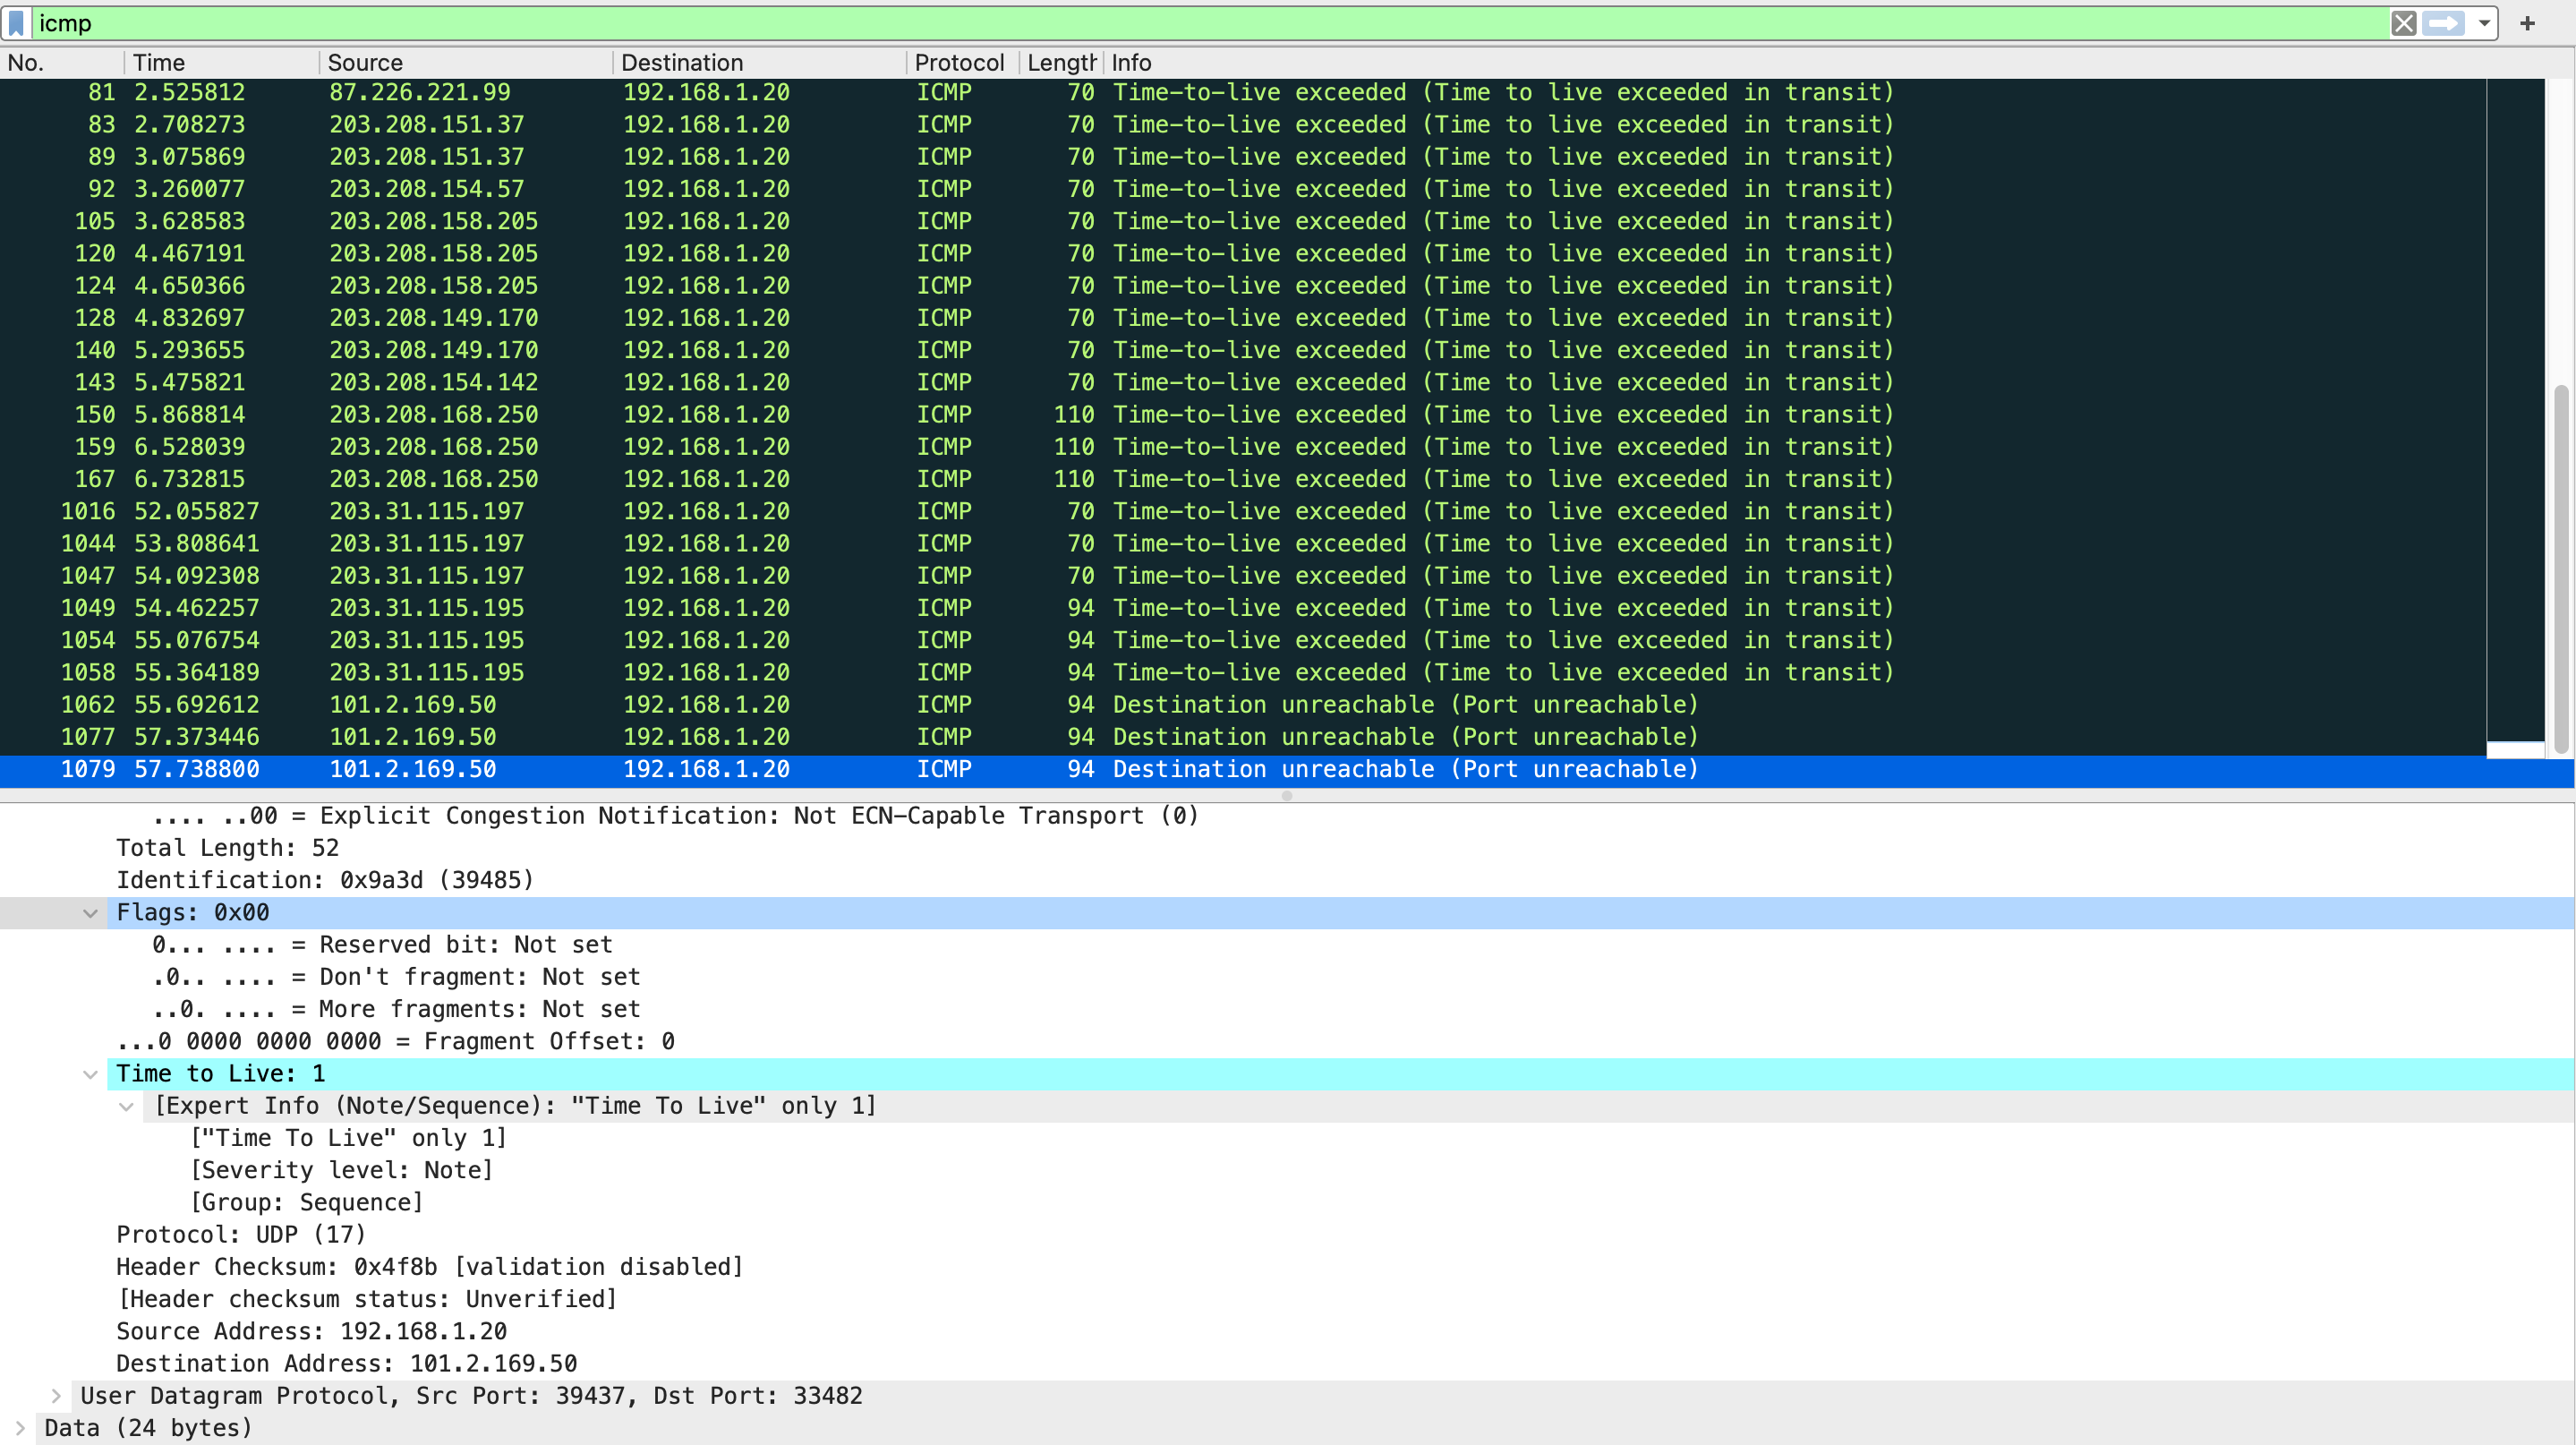 icmp
No. Time Source Destination Protocol Length Info
81 2.525812 87.226.221.99 192.168.1.20 ICMP 70 Time-to-live exceeded (Time to live exceeded in transit)
83 2.708273 203.208.151.37 192.168.1.20 ICMP 70 Time-to-live exceeded (Time to live exceeded in transit)
89 3.075869 203.208.151.37 192.168.1.20 ICMP 70 Time-to-live exceeded (Time to live exceeded in transit)
92 3.260077 203.208.154.57 192.168.1.20 ICMP 70 Time-to-live exceeded (Time to live exceeded in transit)
105 3.628583 203.208.158.205 192.168.1.20 ICMP 70 Time-to-live exceeded (Time to live exceeded in transit)
120 4.467191 203.208.158.205 192.168.1.20 ICMP 70 Time-to-live exceeded (Time to live exceeded in transit)
124 4.650366 203.208.158.205 192.168.1.20 ICMP 70 Time-to-live exceeded (Time to live exceeded in transit)
128 4.832697 203.208.149.170 192.168.1.20 ICMP 70 Time-to-live exceeded (Time to live exceeded in transit)
140 5.293655 203.208.149.170 192.168.1.20 ICMP 70 Time-to-live exceeded (Time to live exceeded in transit)
143 5.475821 203.208.154.142 192.168.1.20 ICMP 70 Time-to-live exceeded (Time to live exceeded in transit)
150 5.868814 203.208.168.250 192.168.1.20 ICMP 110 Time-to-live exceeded (Time to live exceeded in transit)
159 6.528039 203.208.168.250 192.168.1.20 ICMP 110 Time-to-live exceeded (Time to live exceeded in transit)
167 6.732815 203.208.168.250 192.168.1.20 ICMP 110 Time-to-live exceeded (Time to live exceeded in transit)
1016 52.055827 203.31.115.197 192.168.1.20 ICMP 70 Time-to-live exceeded (Time to live exceeded in transit)
1044 53.808641 203.31.115.197 192.168.1.20 ICMP 70 Time-to-live exceeded (Time to live exceeded in transit)
1047 54.092308 203.31.115.197 192.168.1.20 ICMP 70 Time-to-live exceeded (Time to live exceeded in transit)
1049 54.462257 203.31.115.195 192.168.1.20 ICMP 94 Time-to-live exceeded (Time to live exceeded in transit)
1054 55.076754 203.31.115.195 192.168.1.20 ICMP 94 Time-to-live exceeded (Time to live exceeded in transit)
1058 55.364189 203.31.115.195 192.168.1.20 ICMP 94 Time-to-live exceeded (Time to live exceeded in transit)
1062 55.692612 101.2.169.50 192.168.1.20 ICMP 94 Destination unreachable (Port unreachable)
1077 57.373446 101.2.169.50 192.168.1.20 ICMP 94 Destination unreachable (Port unreachable)
1079 57.738800 101.2.169.50 192.168.1.20 ICMP 94 Destination unreachable (Port unreachable)
.... ..00 = Explicit Congestion Notification: Not ECN-Capable Transport (0)
Total Length: 52
Identification: 0x9a3d (39485)
Flags: 0x00
0... .... = Reserved bit: Not set
.0.. .... = Don't fragment: Not set
..0. .... = More fragments: Not set
...0 0000 0000 0000 = Fragment Offset: 0
Time to Live: 1
[Expert Info (Note/Sequence): "Time To Live" only 1]
["Time To Live" only 1]
[Severity level: Note]
[Group: Sequence]
Protocol: UDP (17)
Header Checksum: 0x4f8b [validation disabled]
[Header checksum status: Unverified]
Source Address: 192.168.1.20
Destination Address: 101.2.169.50
User Datagram Protocol, Src Port: 39437, Dst Port: 33482
Data (24 bytes)